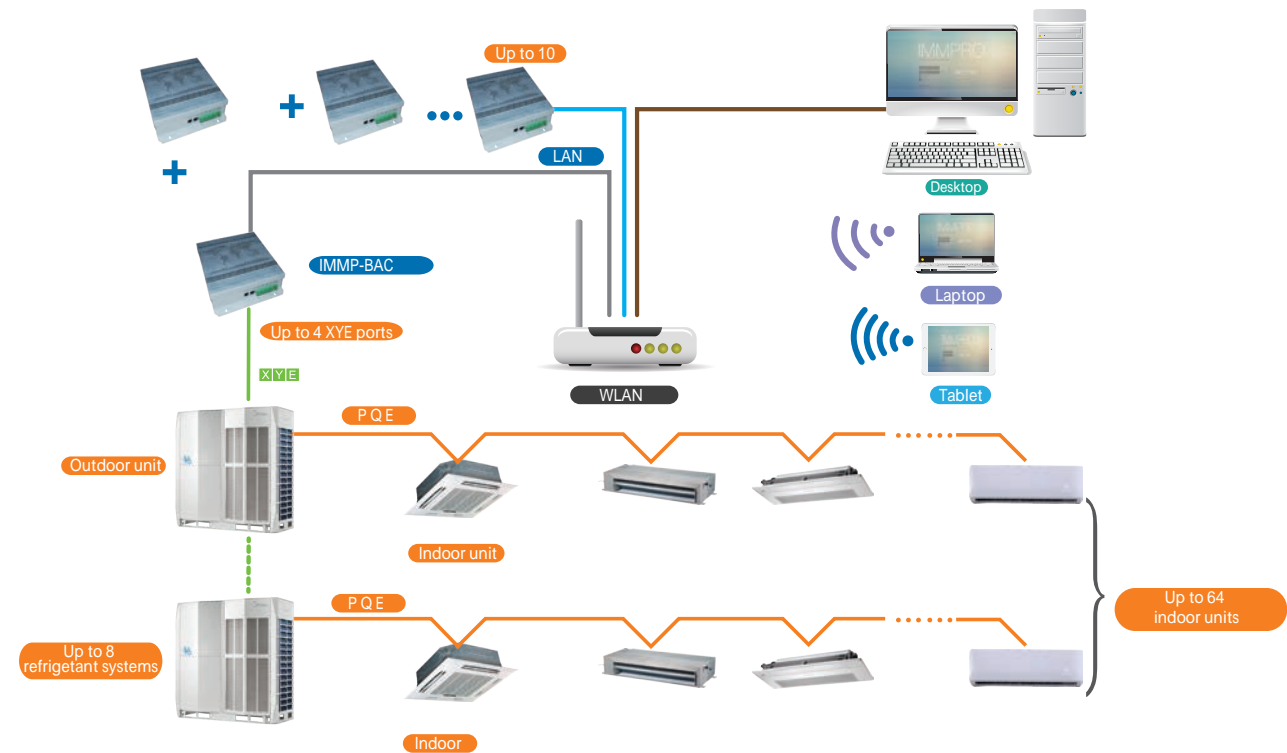 Up to 10
IMMPRO
LAN
Desktop
IMMP-BAC
Laptop
Up to 4 XYE ports
X Y E
WLAN
Tablet
P Q E
Outdoor unit
Indoor unit
P Q E
Up to 64
indoor units
Up to 8
refrigetant systems
Indoor